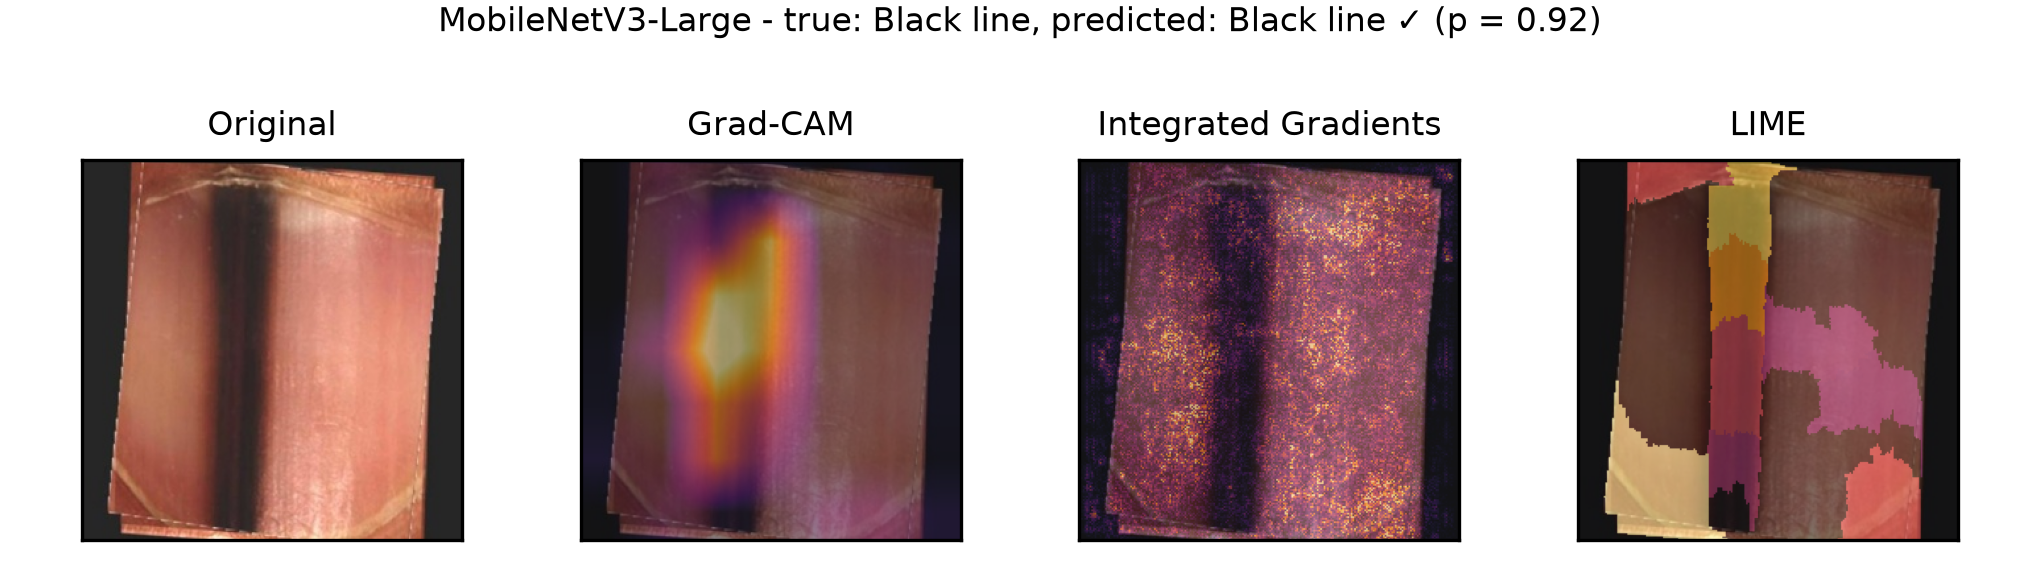 MobileNetV3-Large - true: Black line, predicted: Black line ✓ (p = 0.92)
Original
Grad-CAM
Integrated Gradients
LIME